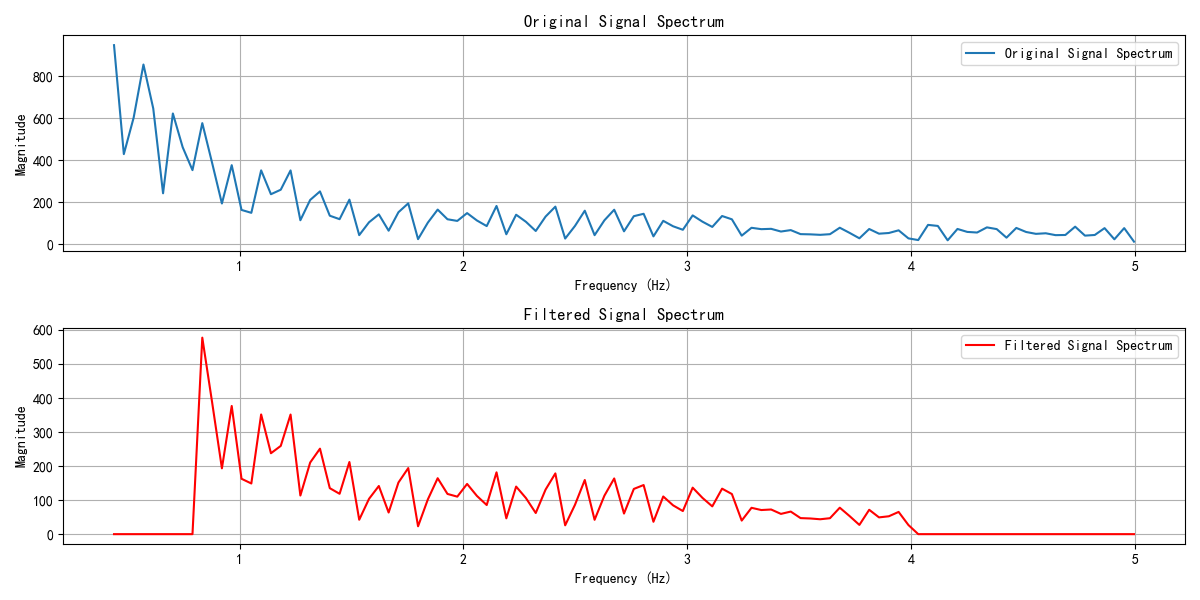 Original Signal Spectrum
Original Signal Spectrum
Magnitude
800
600
400
200
0
1 2 3 4 5
Frequency (Hz)
Filtered Signal Spectrum
Filtered Signal Spectrum
Magnitude
600
500
400
300
200
100
0
1 2 3 4 5
Frequency (Hz)